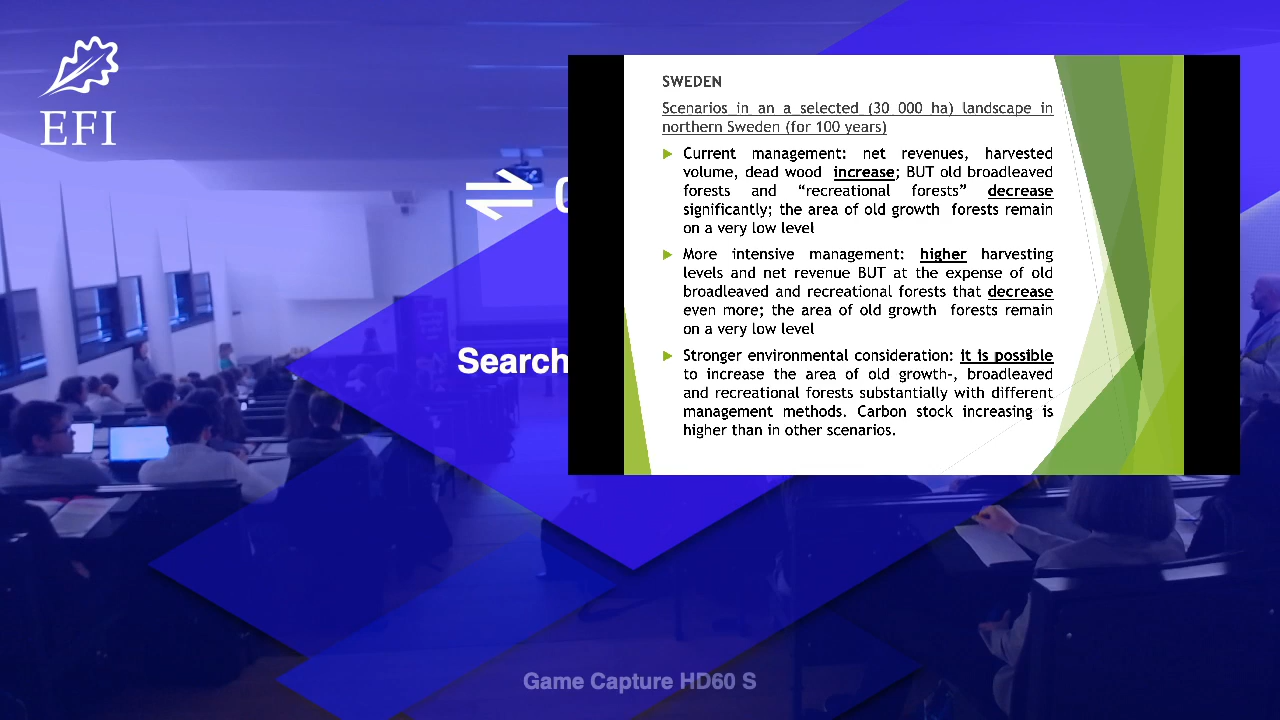 EFI
SWEDEN
Scenarios in an a selected (30 000 ha) landscape in
northern Sweden (for 100 years)
Current management: net revenues, harvested
volume, dead wood increase; BUT old broadleaved
forests and “recreational forests” decrease
significantly; the area of old growth forests remain
on a very low level
More intensive management: higher harvesting
levels and net revenue BUT at the expense of old
broadleaved and recreational forests that decrease
even more; the area of old growth forests remain
on a very low level
Stronger environmental consideration: it is possible
to increase the area of old growth-, broadleaved
and recreational forests substantially with different
management methods. Carbon stock increasing is
higher than in other scenarios.
Search
Game Capture HD60 S